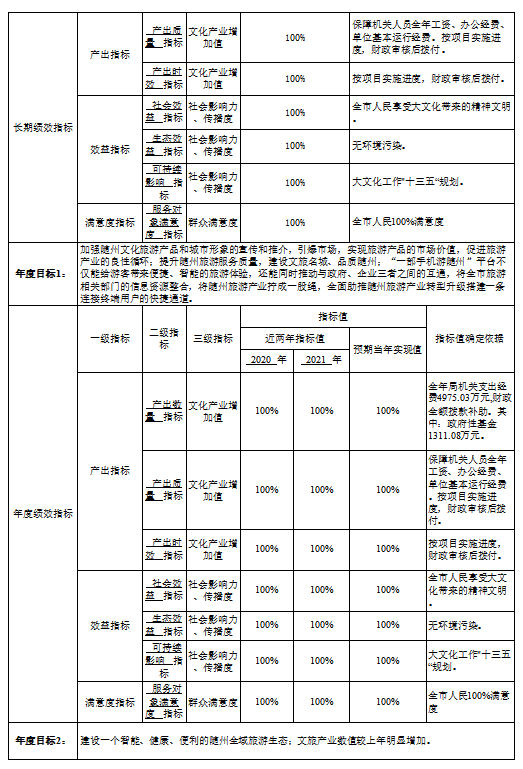 长期绩效指标
产出指标
产出质
量 指标
文化产业增
加值
100%
保障机关人员全年工资、办公经费、
单位基本运行经费。按项目实施进
度，财政审核后拨付。
产出时
效 指标
文化产业增
加值
100%
按项目实施进度，财政审核后拨付。
效益指标
社会效
益 指标
社会影响力
、传播度
100%
全市人民享受大文化带来的精神文明
。
生态效
益 指标
社会影响力
、传播度
100%
无环境污染。
可持续
影响 指
标
社会影响力
、传播度
100%
大文化工作"十三五"规划。
满意度指标
服务对
象满意
度 指标
群众满意度
100%
全市人民100%满意度
年度目标1：
加强随州文化旅游产品和城市形象的宣传和推介，引爆市场，实现旅游产品的市场价值，促进旅游
产业的良性循环；提升随州旅游服务质量，建设文旅名城、品质随州；"一部手机游随州"平台不
仅能给游客带来便捷、智能的旅游体验，还能同时推动与政府、企业三者之间的互通，将全市旅游
相关部门的信息资源整合，将随州旅游产业拧成一股绳，全面助推随州旅游产业转型升级搭建一条
连接终端用户的快捷通道。
年度绩效指标
一级指标
二级指
标
三级指标
指标值
指标值确定依据
近两年指标值
预期当年实现值
2020 年
2021 年
产出指标
产出数
量 指标
文化产业增
加值
100%
100%
100%
全年局机关支出经
费4975.03万元,财政
全额拨款补助。其
中：政府性基金
1311.08万元。
产出质
量 指标
文化产业增
加值
100%
100%
100%
保障机关人员全年
工资、办公经费、
单位基本运行经费
。按项目实施进
度，财政审核后拨
付。
产出时
效 指标
文化产业增
加值
100%
100%
100%
按项目实施进度，
财政审核后拨付。
效益指标
社会效
益 指标
社会影响力
、传播度
100%
100%
100%
全市人民享受大文
化带来的精神文明
。
生态效
益 指标
社会影响力
、传播度
100%
100%
100%
无环境污染。
可持续
影响 指
标
社会影响力
、传播度
100%
100%
100%
大文化工作"十三五
"规划。
满意度指标
服务对
象满意
度 指标
群众满意度
100%
100%
100%
全市人民100%满意
度
年度目标2：
建设一个智能、健康、便利的随州全域旅游生态；文旅产业数值较上年明显增加。